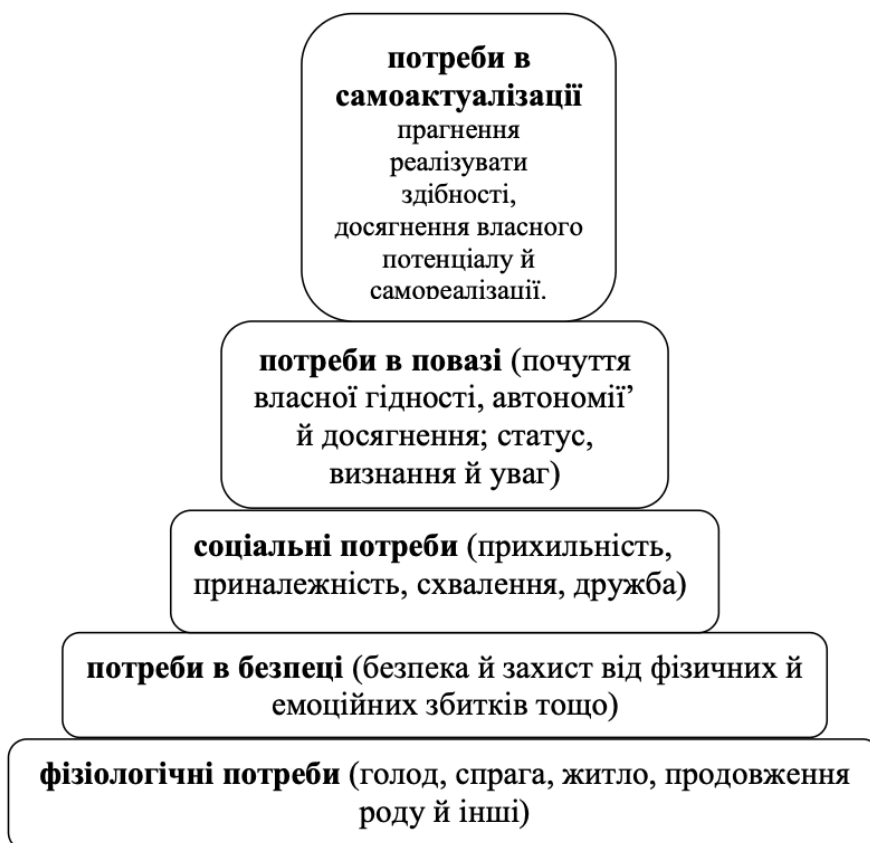 потреби в
самоактуалізації
прагнення
реалізувати
здібності,
досягнення власного
потенціалу й
самореалізації.
потреби в повазі (почуття
власної гідності, автономії’
й досягнення; статус,
визнання й уваг)
соціальні потреби (прихильність,
приналежність, схвалення, дружба)
потреби в безпеці (безпека й захист від фізичних й
емоційних збитків тощо)
фізіологічні потреби (голод, спрага, житло, продовження
роду й інші)